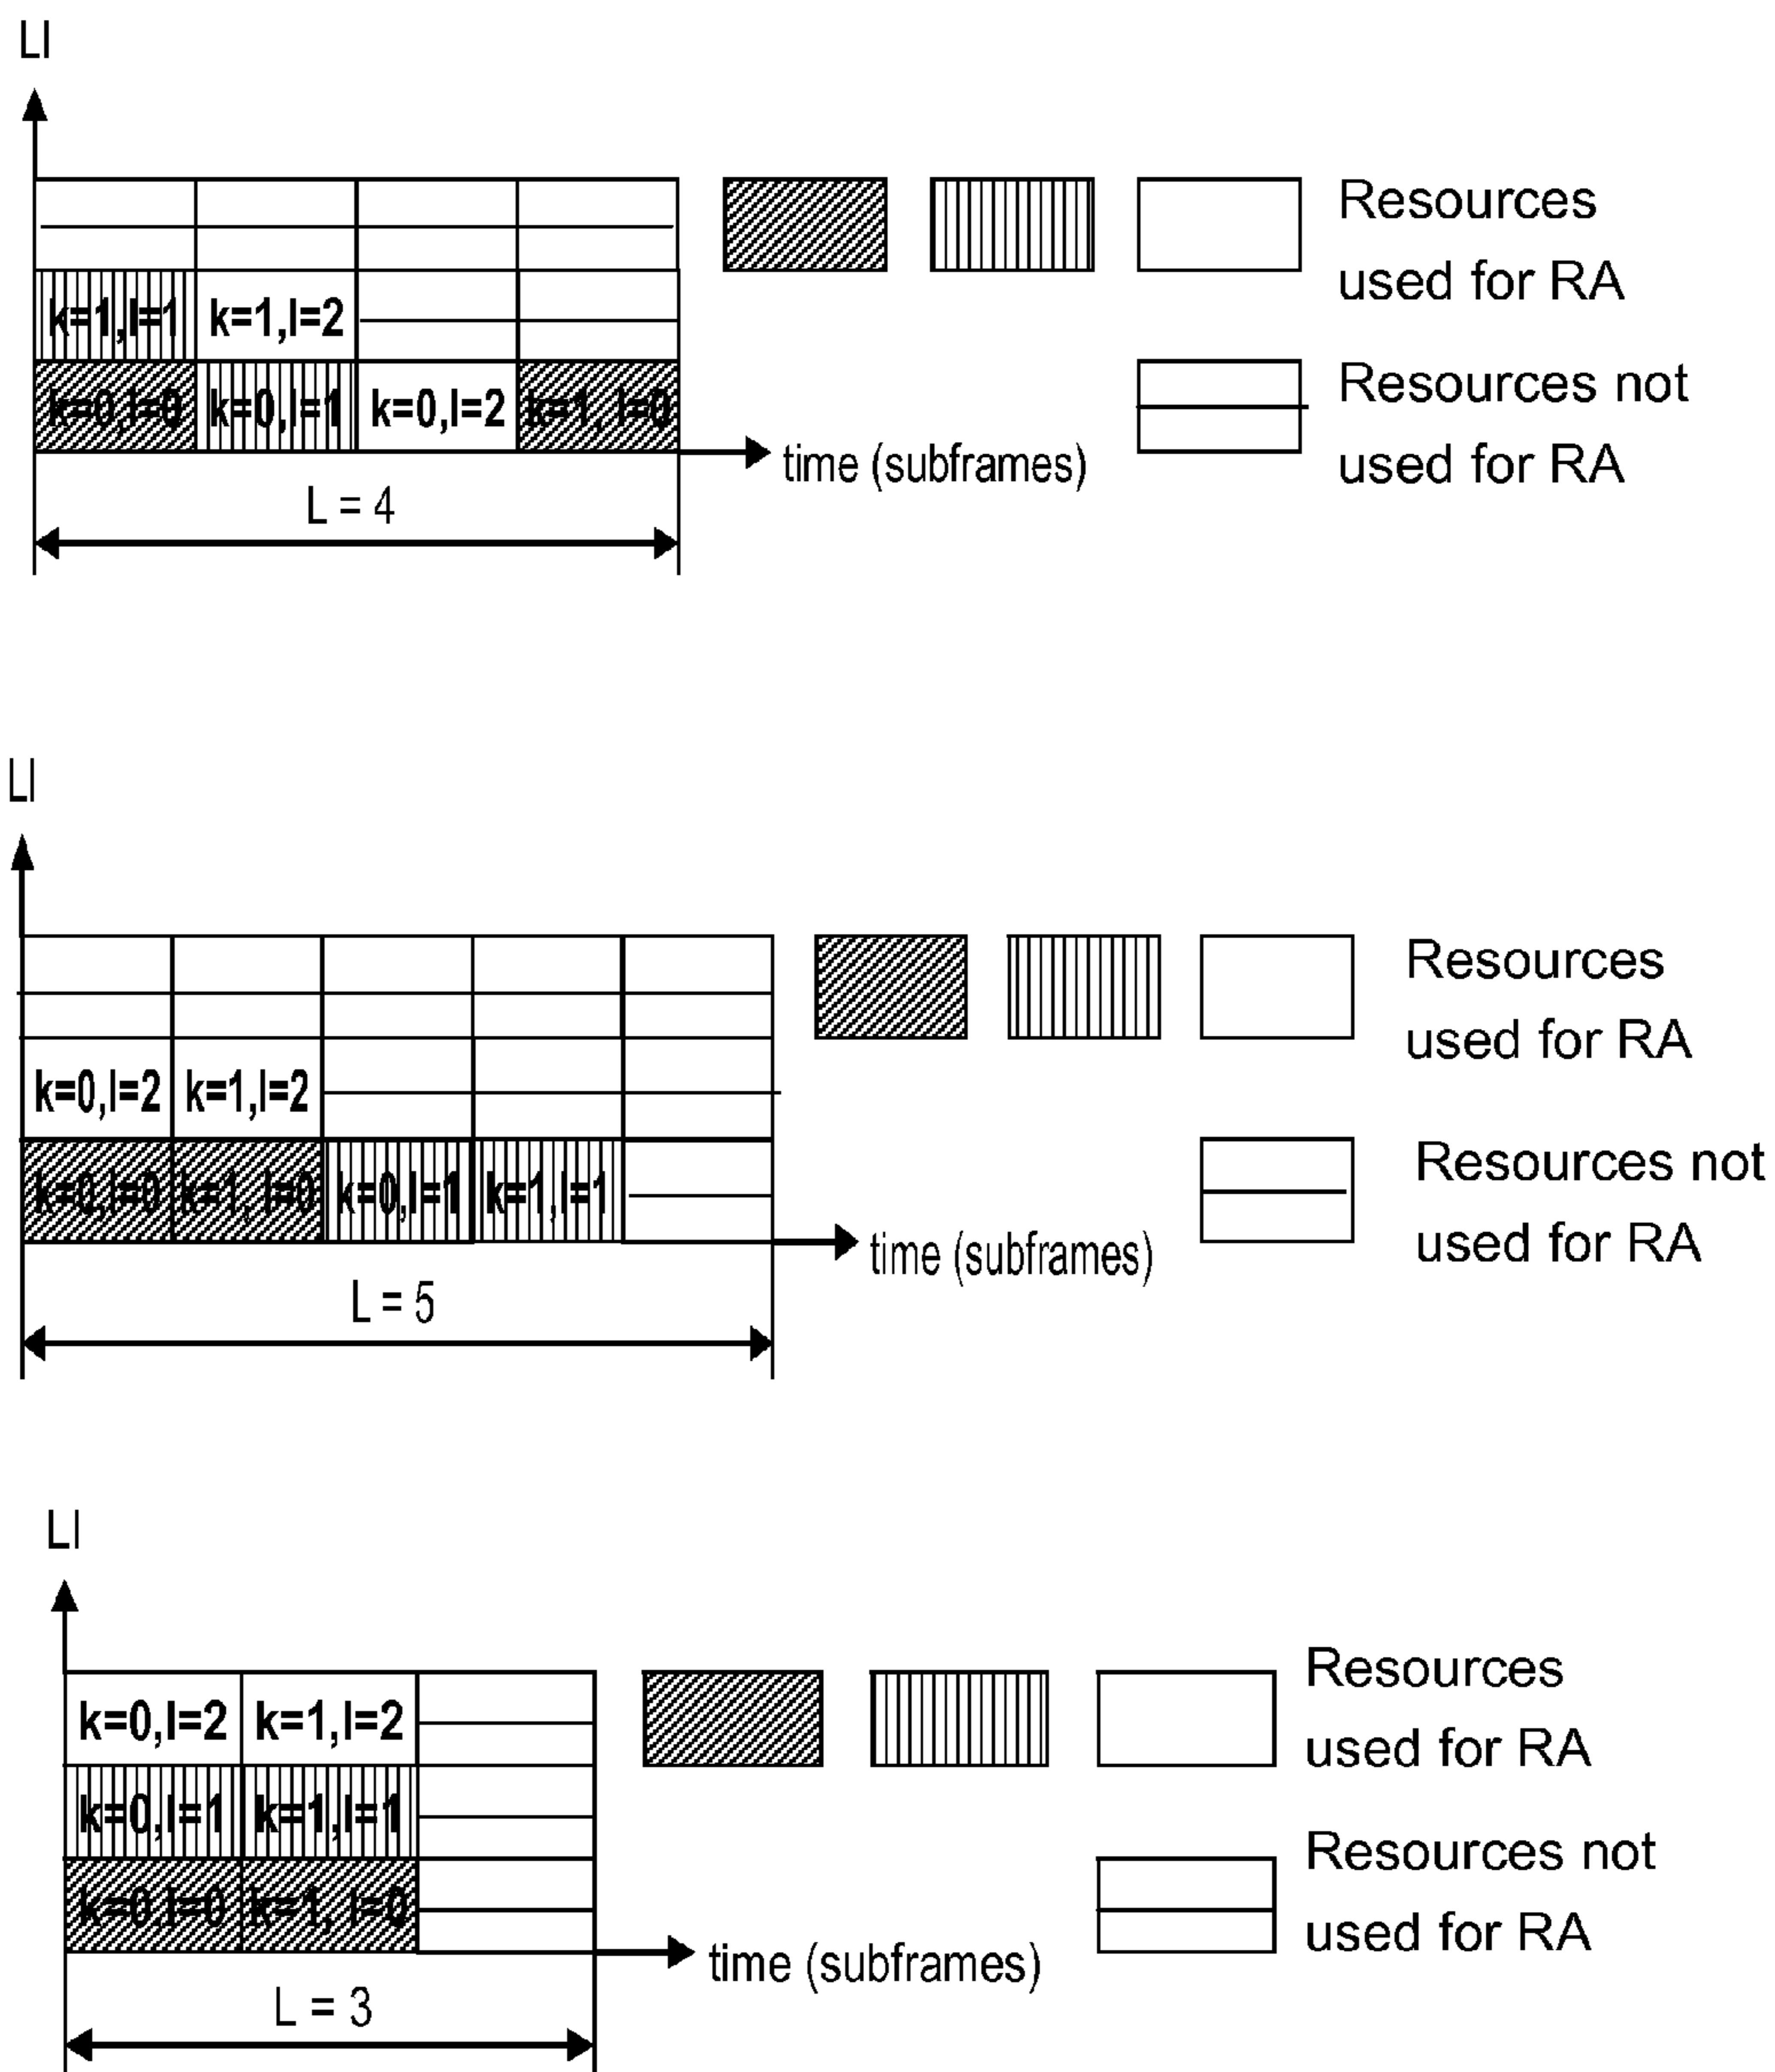 LI
Resources
used for RA
k=1,l=1 k=1,l=2
k=0,l=0 k=0,l=1 k=0,l=2 k=1, l=0
Resources not
used for RA
time (subframes)
L = 4
LI
Resources
used for RA
k=0,l=2 k=1,l=2
k=0,l=0 k=1, l=0 k=0,l=1 k=1,l=1
Resources not
used for RA
time (subframes)
L = 5
LI
Resources
used for RA
k=0,l=2 k=1,l=2
k=0,l=1 k=1,l=1
k=0,l=0 k=1, l=0
Resources not
used for RA
time (subframes)
L = 3